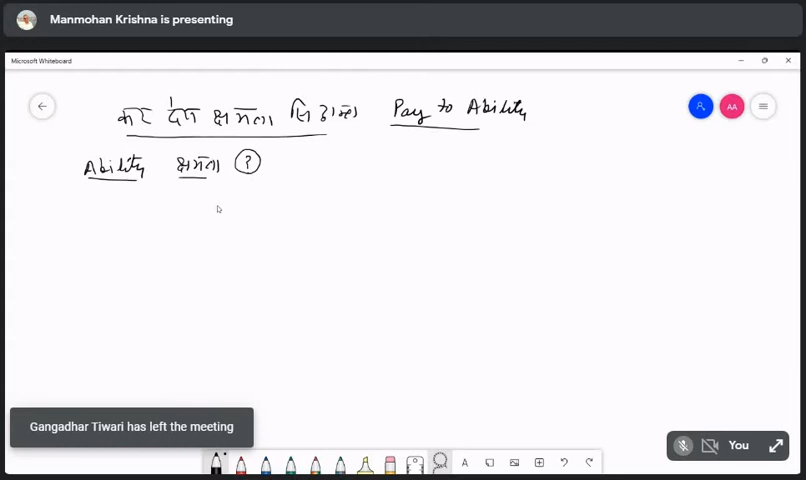 Manmohan Krishna is presenting
Microsoft Whiteboard
AA
कर देय क्षमता सिद्धान्त Pay to Ability
Ability क्षमता ?
Gangadhar Tiwari has left the meeting
You
A